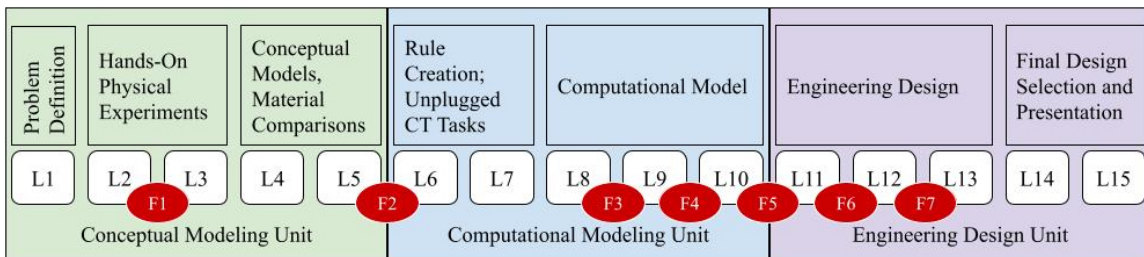 Problem
Definition
Hands-On
Physical
Experiments
Conceptual
Models,
Material
Comparisons
Rule
Creation;
Unplugged
CT Tasks
Computational Model
Engineering Design
Final Design
Selection and
Presentation
L1
L2
L3
L4
L5
L6
L7
L8
L9
L10
L11
L12
L13
L14
L15
F1
F2
F3
F4
F5
F6
F7
Conceptual Modeling Unit
Computational Modeling Unit
Engineering Design Unit